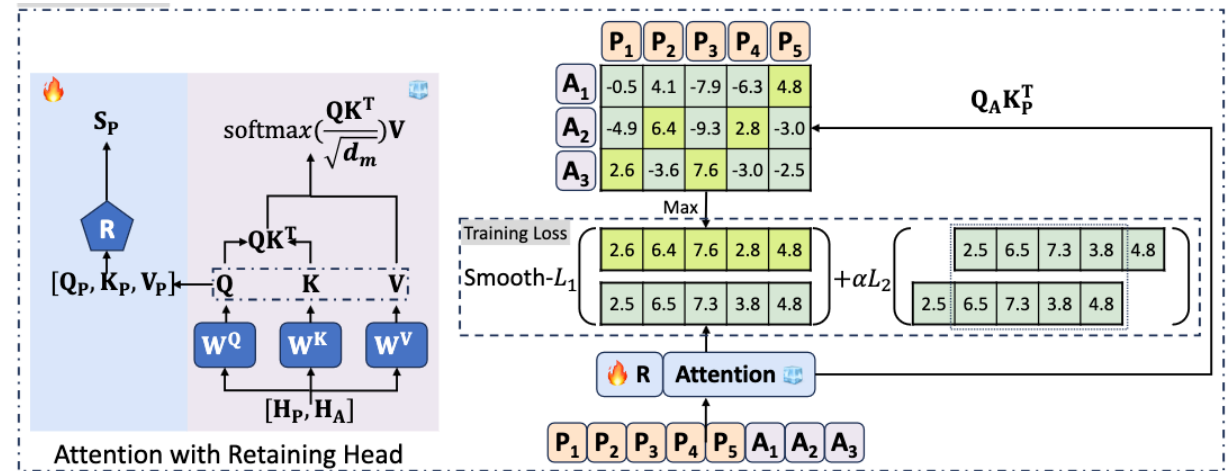 S_P
softmax(QK^T/√d_m)V
R
QK^T
[Q_P, K_P, V_P]
Q K V
W^Q W^K W^V
[H_P, H_A]
Attention with Retaining Head
P_1 P_2 P_3 P_4 P_5
A_1 -0.5 4.1 -7.9 -6.3 4.8
A_2 -4.9 6.4 -9.3 2.8 -3.0
A_3 2.6 -3.6 7.6 -3.0 -2.5
Q_A K_P^T
Max
Training Loss
2.6 6.4 7.6 2.8 4.8
2.5 6.5 7.3 3.8 4.8
Smooth-L_1 +αL_2
2.5 6.5 7.3 3.8 4.8
2.5 6.5 7.3 3.8 4.8
R Attention
P_1 P_2 P_3 P_4 P_5 A_1 A_2 A_3